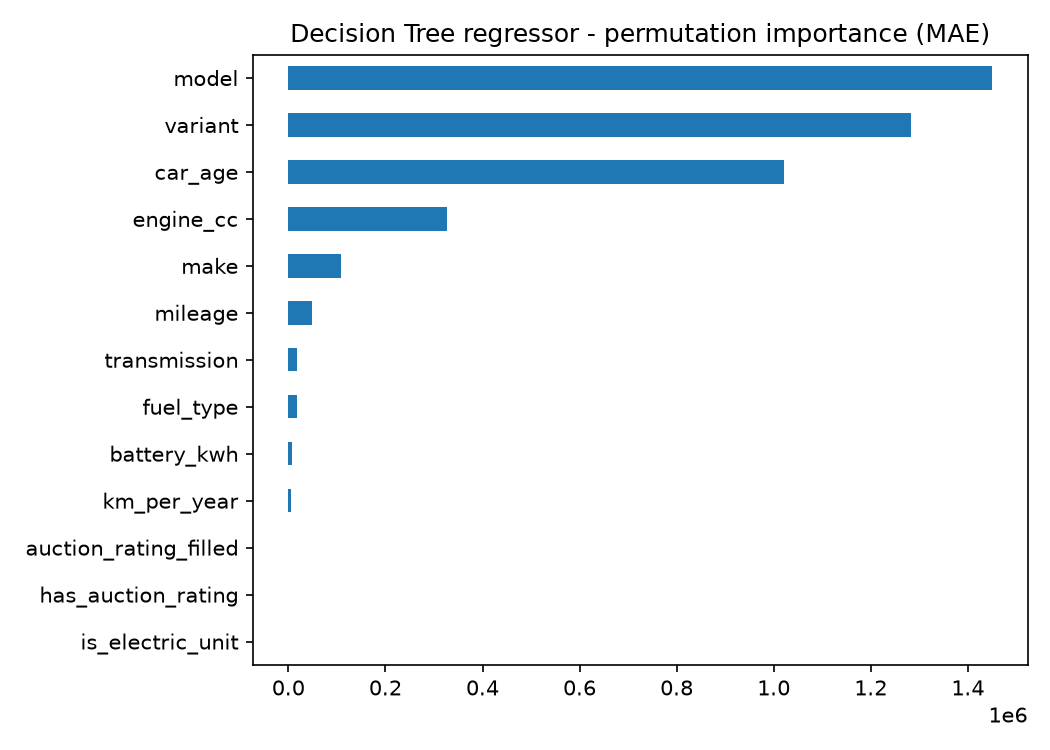 Decision Tree regressor - permutation importance (MAE)
model
variant
car_age
engine_cc
make
mileage
transmission
fuel_type
battery_kwh
km_per_year
auction_rating_filled
has_auction_rating
is_electric_unit
0.0 0.2 0.4 0.6 0.8 1.0 1.2 1.4
1e6